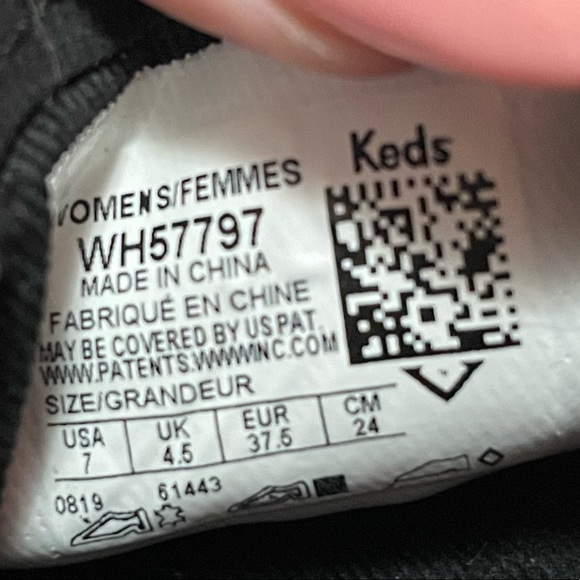 Keds
WOMENS/FEMMES
WH57797
MADE IN CHINA
FABRIQUÉ EN CHINE
MAY BE COVERED BY US PAT.
WWW.PATENTS.WWWINC.COM
SIZE/GRANDEUR
USA UK EUR CM
7 4.5 37.5 24
0819 61443